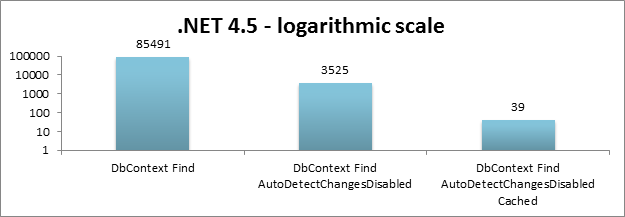 .NET 4.5 - logarithmic scale
85491
3525
39
100000
10000
1000
100
10
1
DbContext Find
DbContext Find
AutoDetectChangesDisabled
DbContext Find
AutoDetectChangesDisabled
Cached